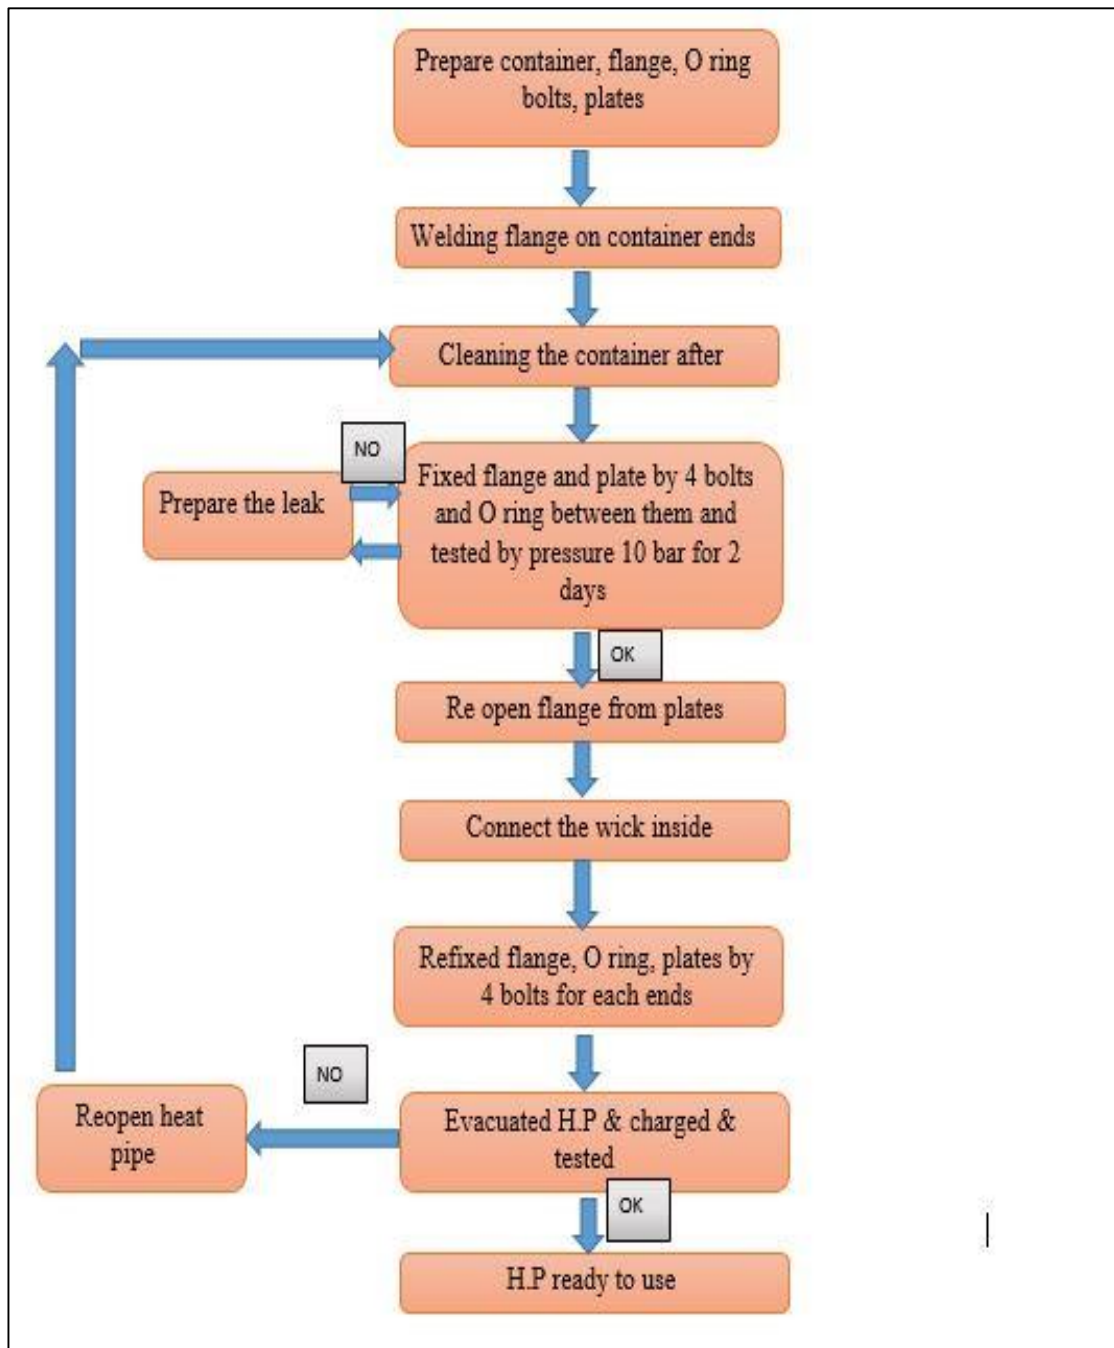 Prepare container, flange, O ring
bolts, plates
Welding flange on container ends
Cleaning the container after
NO
Prepare the leak
Fixed flange and plate by 4 bolts
and O ring between them and
tested by pressure 10 bar for 2
days
OK
Re open flange from plates
Connect the wick inside
Refixed flange, O ring, plates by
4 bolts for each ends
NO
Reopen heat
pipe
Evacuated H.P & charged &
tested
OK
H.P ready to use